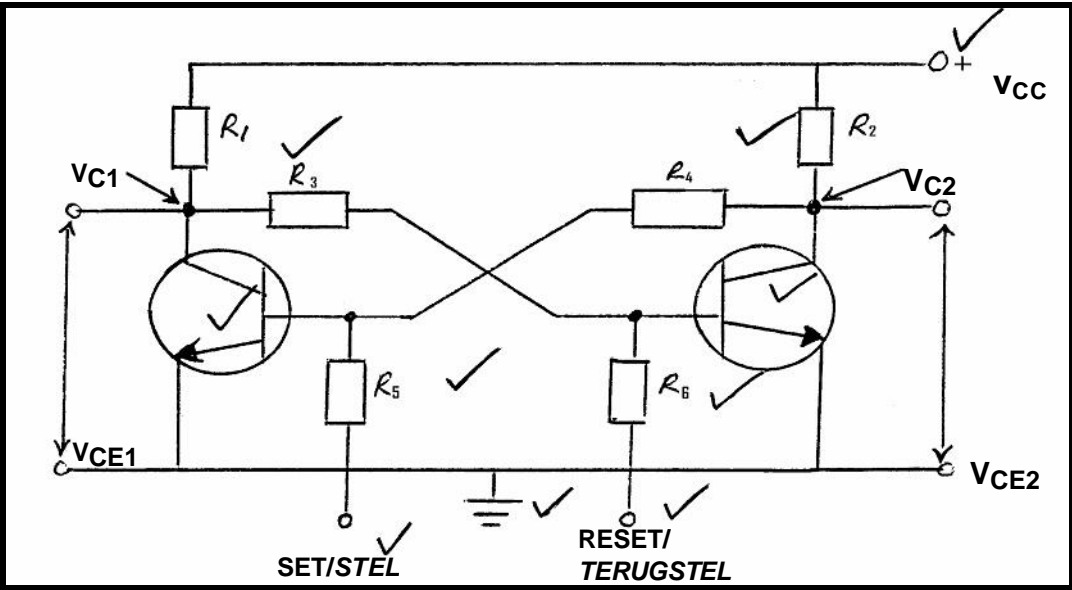 +
VCC
R1
R2
VC1
R3
R4
VC2
R5
R6
VCE1
VCE2
SET/STEL
RESET/
TERUGSTEL